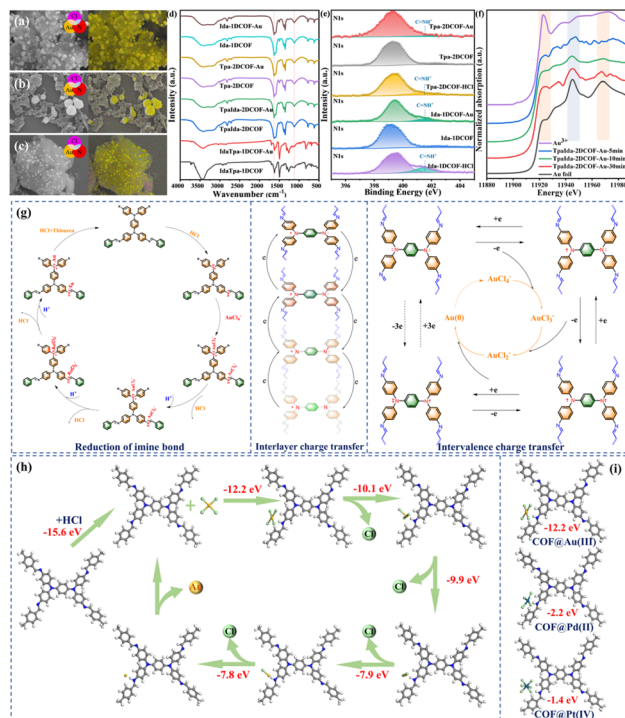 (a)
Cl
Au
N
(b)
Cl
Au
N
(c)
Cl
Au
N
(d)
Ida-1DCOF-Au
Ida-1DCOF
Tpa-2DCOF-Au
Tpa-2DCOF
TpaIda-2DCOF-Au
TpaIda-2DCOF
IdaTpa-1DCOF-Au
IdaTpa-1DCOF
Intensity (a.u.)
4000 3500 3000 2500 2000 1500 1000 500
Wavenumber (cm⁻¹
(e)
N1s
C=NH⁺
Tpa-2DCOF-Au
N1s
Tpa-2DCOF
N1s
C=NH⁺
Tpa-2DCOF-HCl
N1s
C=NH⁺
Ida-1DCOF-Au
N1s
Ida-1DCOF
N1s
C=NH⁺
Ida-1DCOF-HCl
Intensity (a.u.)
396 398 400 402 404
Binding Energy (eV)
(f)
Au³⁺
TpaIda-2DCOF-Au-5min
TpaIda-2DCOF-Au-10min
TpaIda-2DCOF-Au-30min
Au foil
Normalized absorption (a.u.)
11880 11900 11920 11940 11960 11980
Energy (eV)
(g)
HCl+Thiourea
HCl
AuCl₄⁻
HCl
H⁺
HCl
H⁺
HCl
H⁺
Reduction of imine bond
e
e
e
e
e
e
Interlayer charge transfer
+e
-e
AuCl₄⁻
Au(0)
AuCl₃⁻
AuCl₂⁻
-3e
+3e
-e
+e
+e
-e
Intervalence charge transfer
(h)
+HCl
-15.6 eV
+
-12.2 eV
-10.1 eV
Cl
-9.9 eV
Cl
-7.9 eV
Cl
-7.8 eV
Cl
Au
(i)
-12.2 eV
COF@Au(III)
-2.2 eV
COF@Pd(II)
-1.4 eV
COF@Pt(IV)